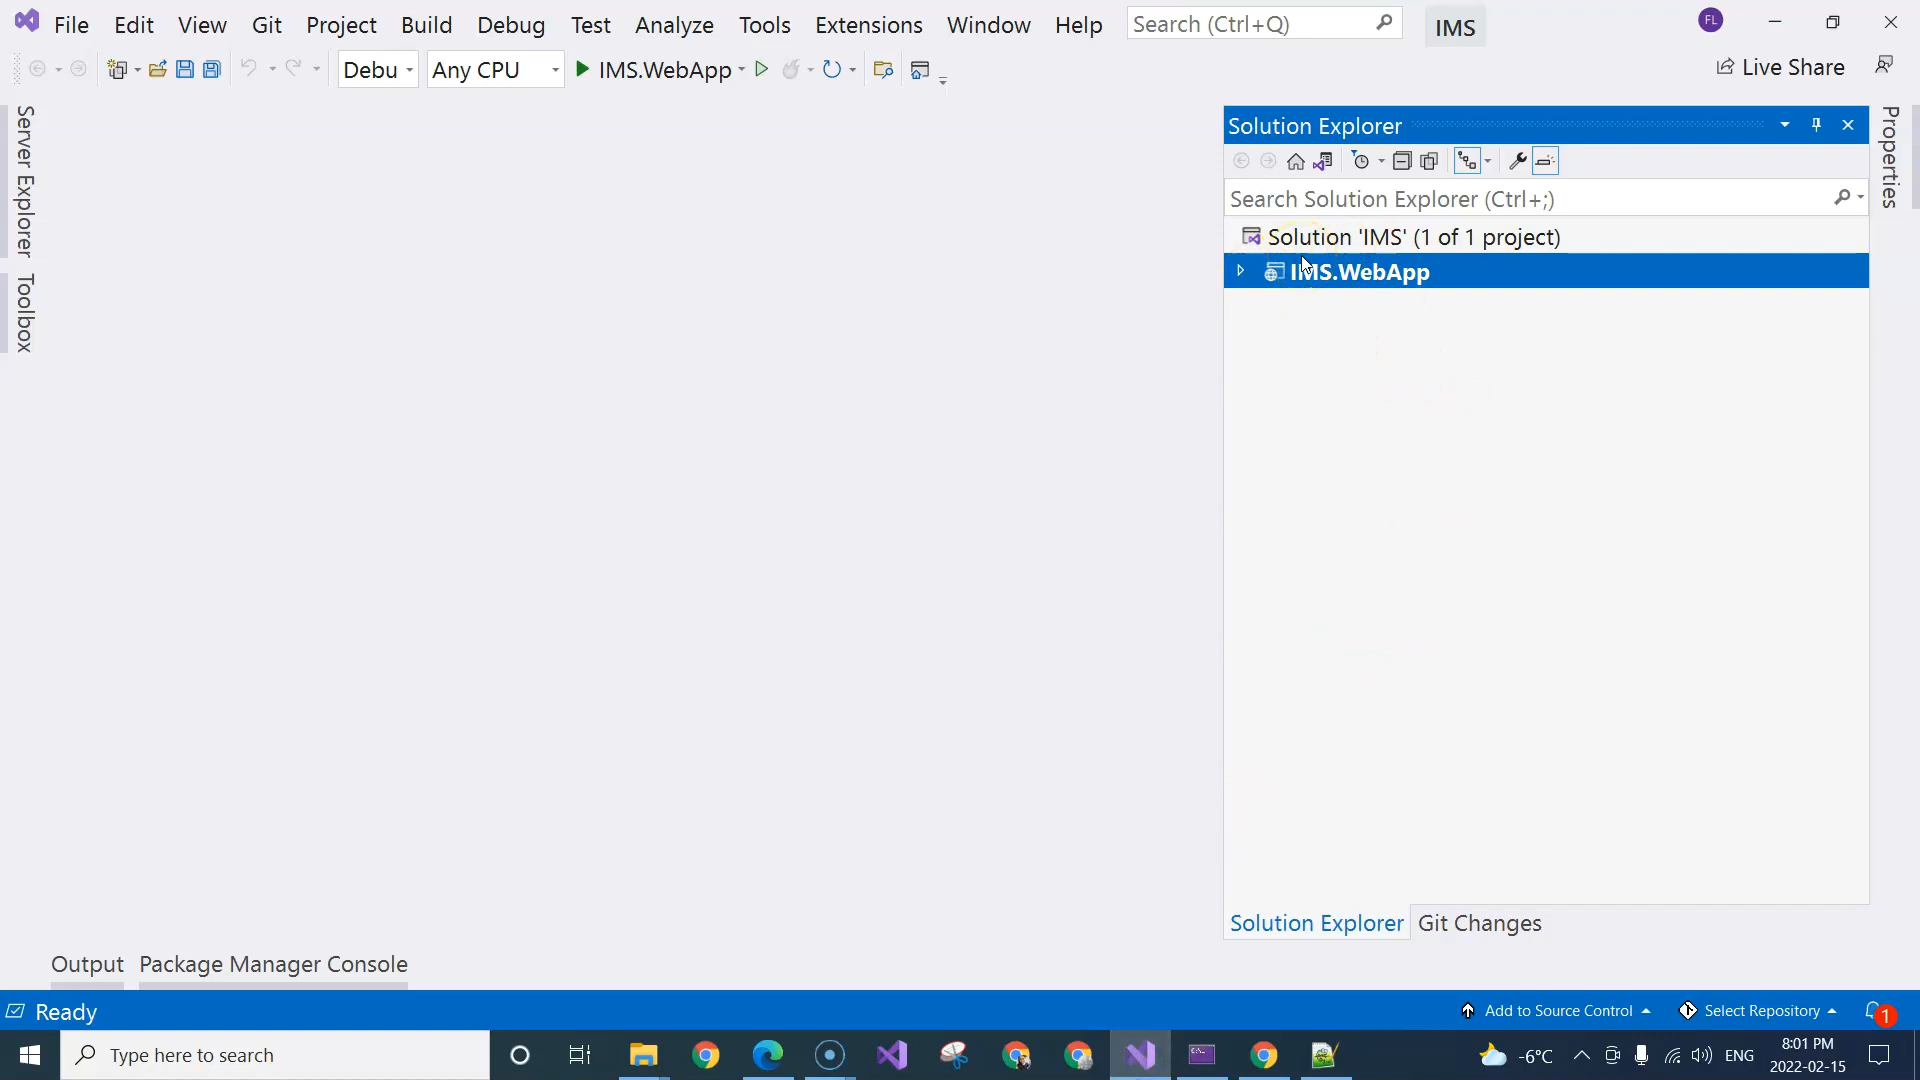 File Edit View Git Project Build Debug Test Analyze Tools Extensions Window Help Search (Ctrl+Q) IMS FL
Debu Any CPU IMS.WebApp Live Share
Server Explorer
Toolbox
Solution Explorer
Search Solution Explorer (Ctrl+;)
Solution 'IMS' (1 of 1 project)
IMS.WebApp
Properties
Solution Explorer Git Changes
Output Package Manager Console
Ready Add to Source Control Select Repository 1
Type here to search -6°C ENG 8:01 PM
2022-02-15